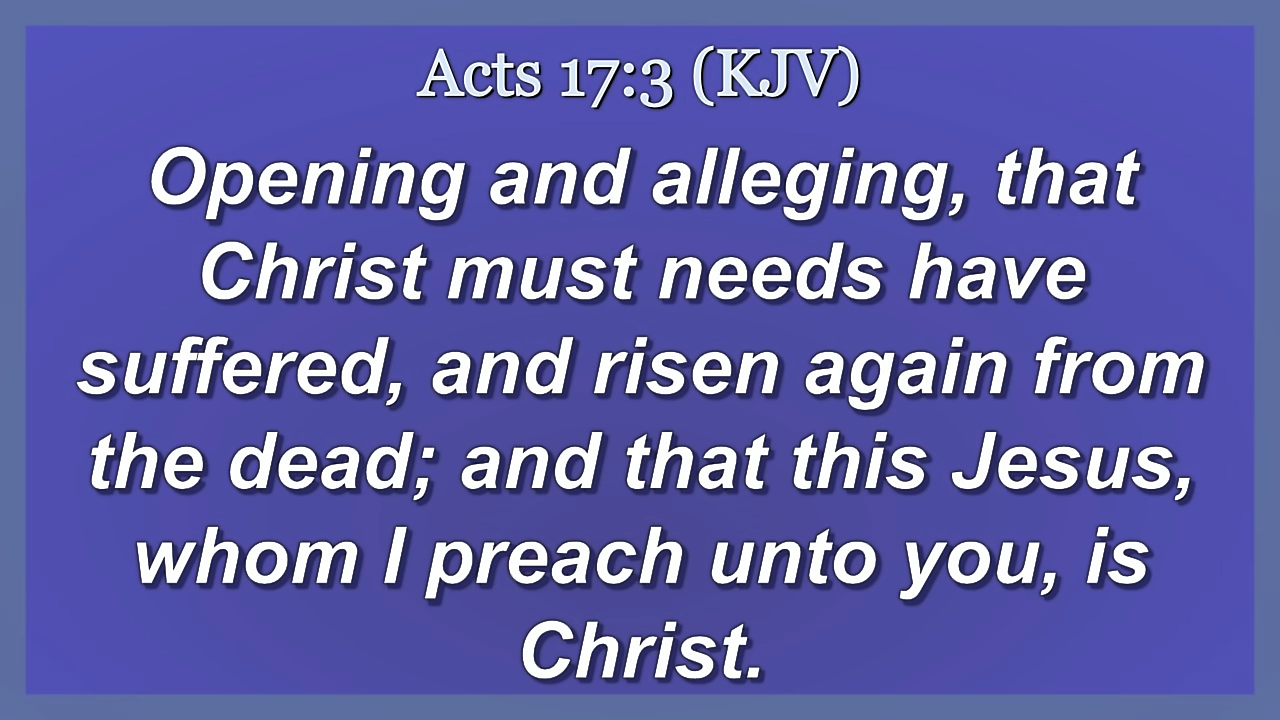 Acts 17:3 (KJV)
Opening and alleging, that
Christ must needs have
suffered, and risen again from
the dead; and that this Jesus,
whom I preach unto you, is
Christ.